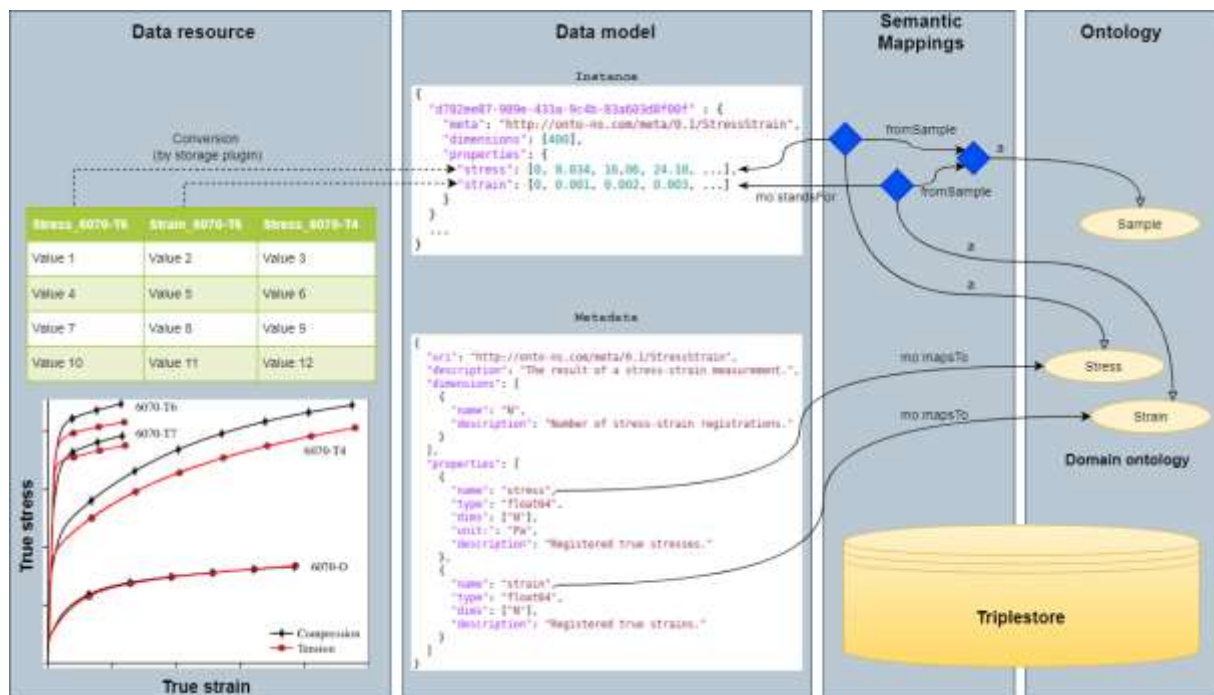 Data resource
Conversion
(by storage plugin)
Stress_6070-T6 Strain_6070-T6 Stress_6070-T4
Value 1 Value 2 Value 3
Value 4 Value 5 Value 6
Value 7 Value 8 Value 9
Value 10 Value 11 Value 12
6070-T6
6070-T7
6070-T4
6070-O
Compression
Tension
True stress
True strain
Data model
Instance
{
" : {
"meta": "http://onto-ns.com/meta/0.1/StressStrain",
"dimensions": [400],
"properties": {
"stress": [0, 8.034, 16.06, 24.10, ...],
"strain": [0, 0.001, 0.002, 0.003, ...]
}
}
...
}
Metadata
{
"uri": "http://onto-ns.com/meta/0.1/StressStrain",
"description": "The result of a stress-strain measurement.",
"dimensions": [
{
"name": "N",
"description": "Number of stress-strain registrations."
}
],
"properties": [
{
"name": "stress",
"type": "float64",
"dims": ["N"],
"unit:": "Pa",
"description": "Registered true stresses."
},
{
"name": "strain",
"type": "float64",
"dims": ["N"],
"description": "Registered true strains."
}
]
}
Semantic
Mappings
fromSample
a
fromSample
mo:standsFor
a
a
mo:mapsTo
mo:mapsTo
Ontology
Sample
Stress
Strain
Domain ontology
Triplestore